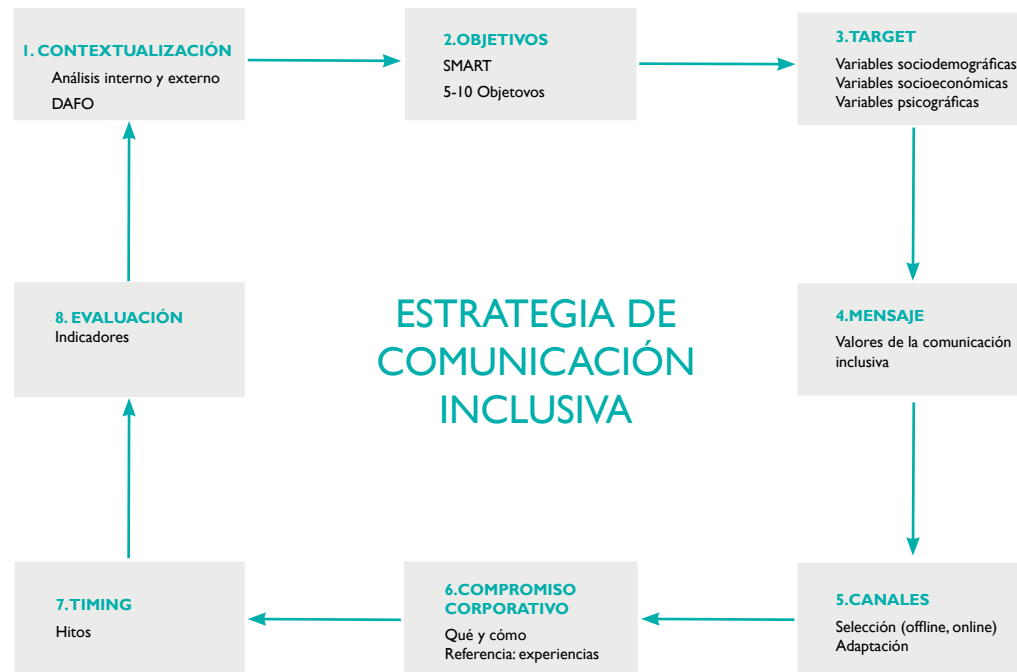 1. CONTEXTUALIZACIÓN
Análisis interno y externo
DAFO
2.OBJETIVOS
SMART
5-10 Objetovos
3.TARGET
Variables sociodemográficas
Variables socioeconómicas
Variables psicográficas
4.MENSAJE
Valores de la comunicación
inclusiva
5.CANALES
Selección (offline, online)
Adaptación
6.COMPROMISO
CORPORATIVO
Qué y cómo
Referencia: experiencias
7.TIMING
Hitos
8. EVALUACIÓN
Indicadores
ESTRATEGIA DE
COMUNICACIÓN
INCLUSIVA